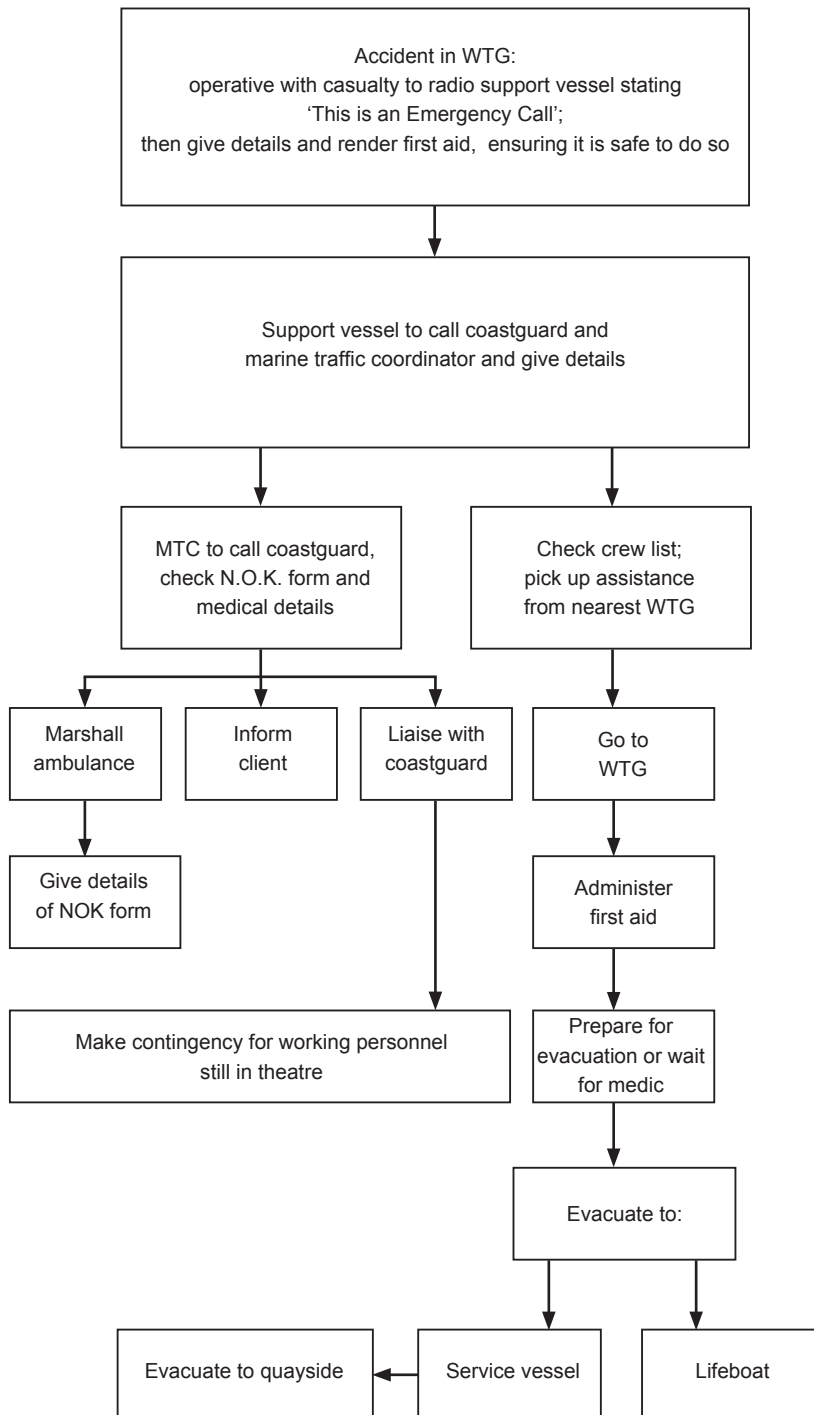 Accident in WTG:
operative with casualty to radio support vessel stating
‘This is an Emergency Call’;
then give details and render first aid, ensuring it is safe to do so
Support vessel to call coastguard and
marine traffic coordinator and give details
MTC to call coastguard,
check N.O.K. form and
medical details
Check crew list;
pick up assistance
from nearest WTG
Marshall
ambulance
Inform
client
Liaise with
coastguard
Go to
WTG
Give details
of NOK form
Administer
first aid
Make contingency for working personnel
still in theatre
Prepare for
evacuation or wait
for medic
Evacuate to:
Evacuate to quayside
Service vessel
Lifeboat